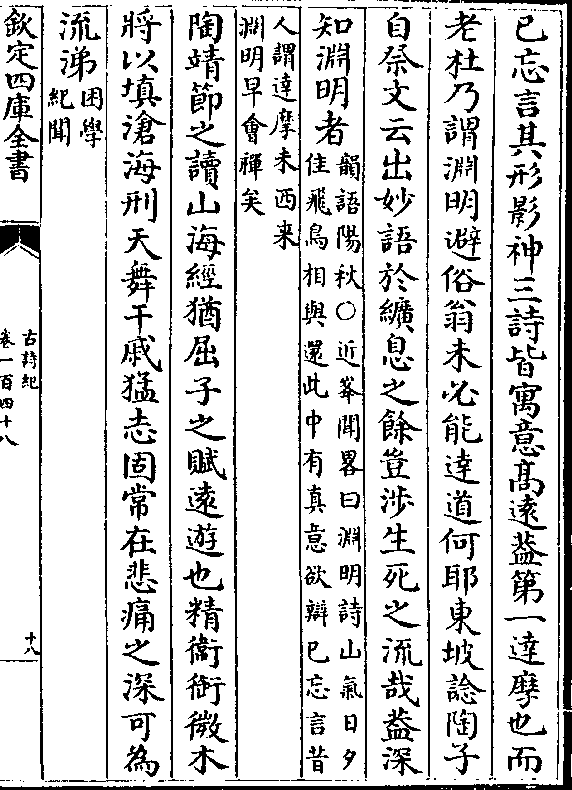 已忘言其形影神三詩皆寓意髙逺葢第一達摩也而
老杜乃謂淵明避俗翁未必能達道何耶東坡諗陶子
自祭文云出妙語於纊息之餘豈渉生死之流哉葢深
知淵明者
韻語陽秋〇近峯聞畧曰淵明詩山氣日夕
佳飛鳥相與還此中有真意欲辯已忘言昔
人謂達摩未西来
淵明早會禪矣
陶靖節之讀山海經猶屈子之賦逺遊也精衞銜微木
將以填滄海刑天舞干戚猛志固常在悲痛之深可為
流涕
困學
紀聞
欽定四庫全書
古詩紀
卷一百四十八
十八